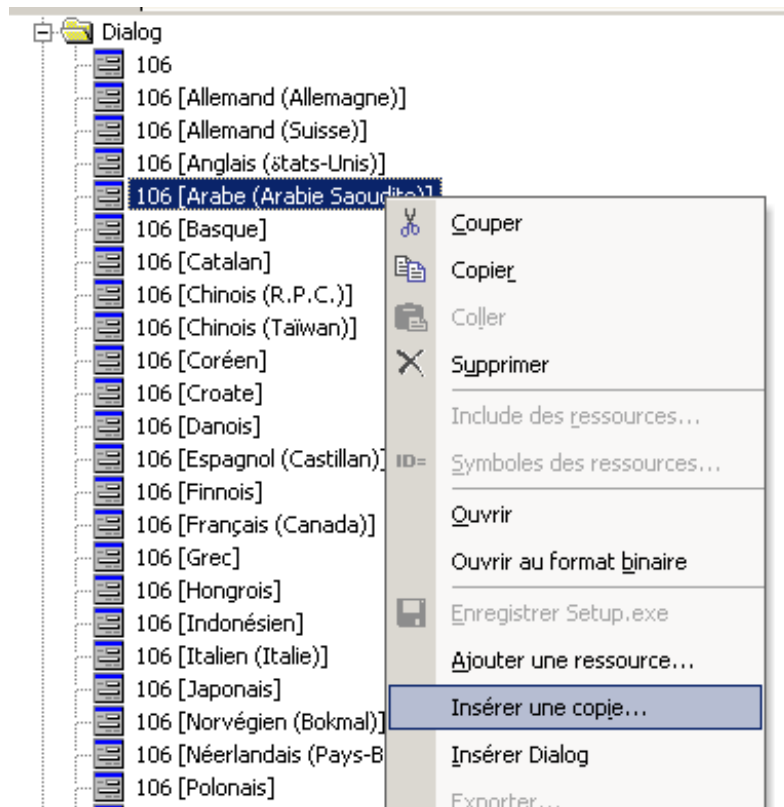 Dialog
106
106 [Allemand (Allemagne)]
106 [Allemand (Suisse)]
106 [Anglais (états-Unis)]
106 [Arabe (Arabie Saoudite)]
106 [Basque]
106 [Catalan]
106 [Chinois (R.P.C.)]
106 [Chinois (Taïwan)]
106 [Coréen]
106 [Croate]
106 [Danois]
106 [Espagnol (Castillan)]
106 [Finnois]
106 [Français (Canada)]
106 [Grec]
106 [Hongrois]
106 [Indonésien]
106 [Italien (Italie)]
106 [Japonais]
106 [Norvégien (Bokmal)]
106 [Néerlandais (Pays-B
106 [Polonais]
Couper
Copier
Coller
Supprimer
Include des ressources...
ID= Symboles des ressources...
Ouvrir
Ouvrir au format binaire
Enregistrer Setup.exe
Ajouter une ressource...
Insérer une copie...
Insérer Dialog
Exporter...